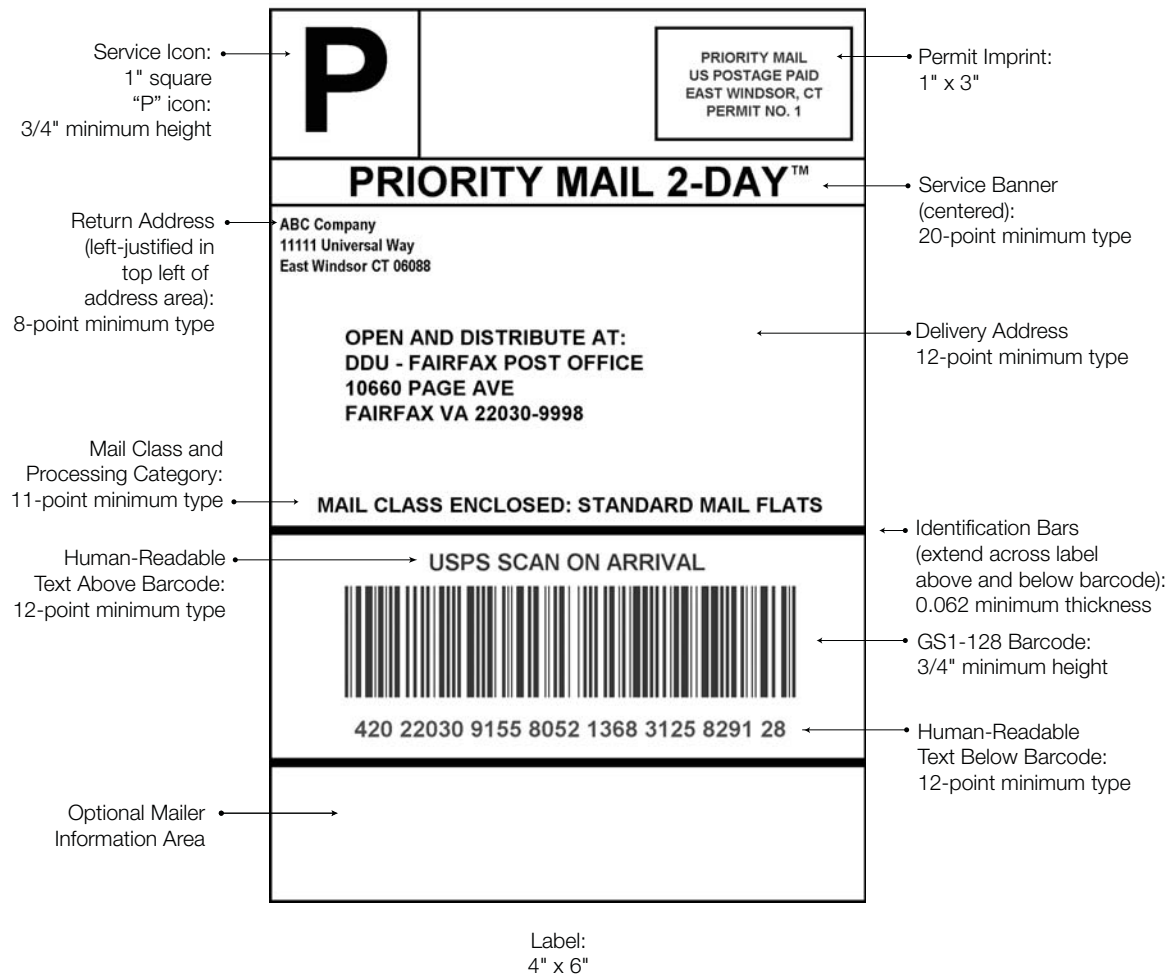 Service Icon:
1" square
“P” icon:
3/4" minimum height
P
PRIORITY MAIL
US POSTAGE PAID
EAST WINDSOR, CT
PERMIT NO. 1
Permit Imprint:
1" x 3"
PRIORITY MAIL 2-DAY™
Service Banner
(centered):
20-point minimum type
Return Address
(left-justified in
top left of
address area):
8-point minimum type
ABC Company
11111 Universal Way
East Windsor CT 06088
OPEN AND DISTRIBUTE AT:
DDU - FAIRFAX POST OFFICE
10660 PAGE AVE
FAIRFAX VA 22030-9998
Delivery Address
12-point minimum type
Mail Class and
Processing Category:
11-point minimum type
MAIL CLASS ENCLOSED: STANDARD MAIL FLATS
Identification Bars
(extend across label
above and below barcode):
0.062 minimum thickness
Human-Readable
Text Above Barcode:
12-point minimum type
USPS SCAN ON ARRIVAL
GS1-128 Barcode:
3/4" minimum height
420 22030 9155 8052 1368 3125 8291 28
Human-Readable
Text Below Barcode:
12-point minimum type
Optional Mailer
Information Area
Label:
4" x 6"